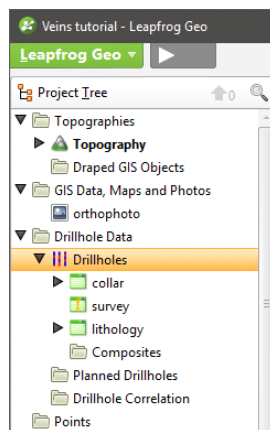 Veins tutorial - Leapfrog Geo
Leapfrog Geo
Project Tree 0
Topographies
Topography
Draped GIS Objects
GIS Data, Maps and Photos
orthophoto
Drillhole Data
Drillholes
collar
survey
lithology
Composites
Planned Drillholes
Drillhole Correlation
Points